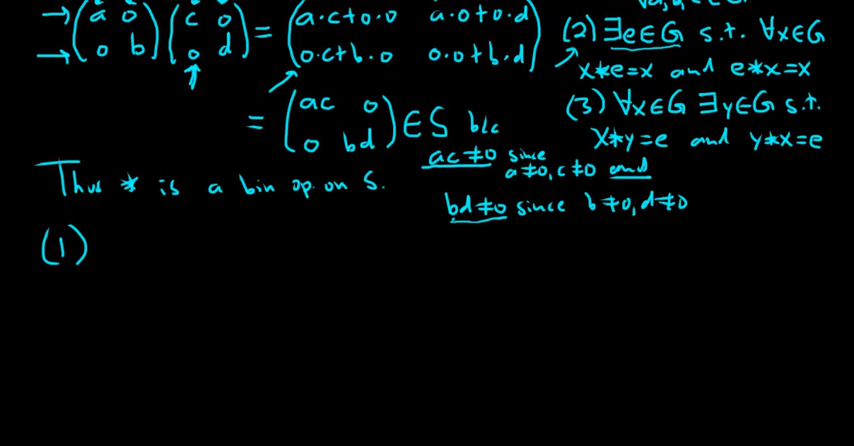 → (a 0
→ 0 b) (c 0
0 d) = (a·c+0·0 a·0+0·d
0·c+b·0 0·0+b·d)
= (ac 0
0 bd) ∈ S b/c
ac≠0 since
a≠0, c≠0 and
bd≠0 since b≠0, d≠0
Thus * is a bin op. on S.
(1)
(2) ∃e∈G s.t. ∀x∈G
x*e=x and e*x=x
(3) ∀x∈G ∃y∈G s.t.
x*y=e and y*x=e